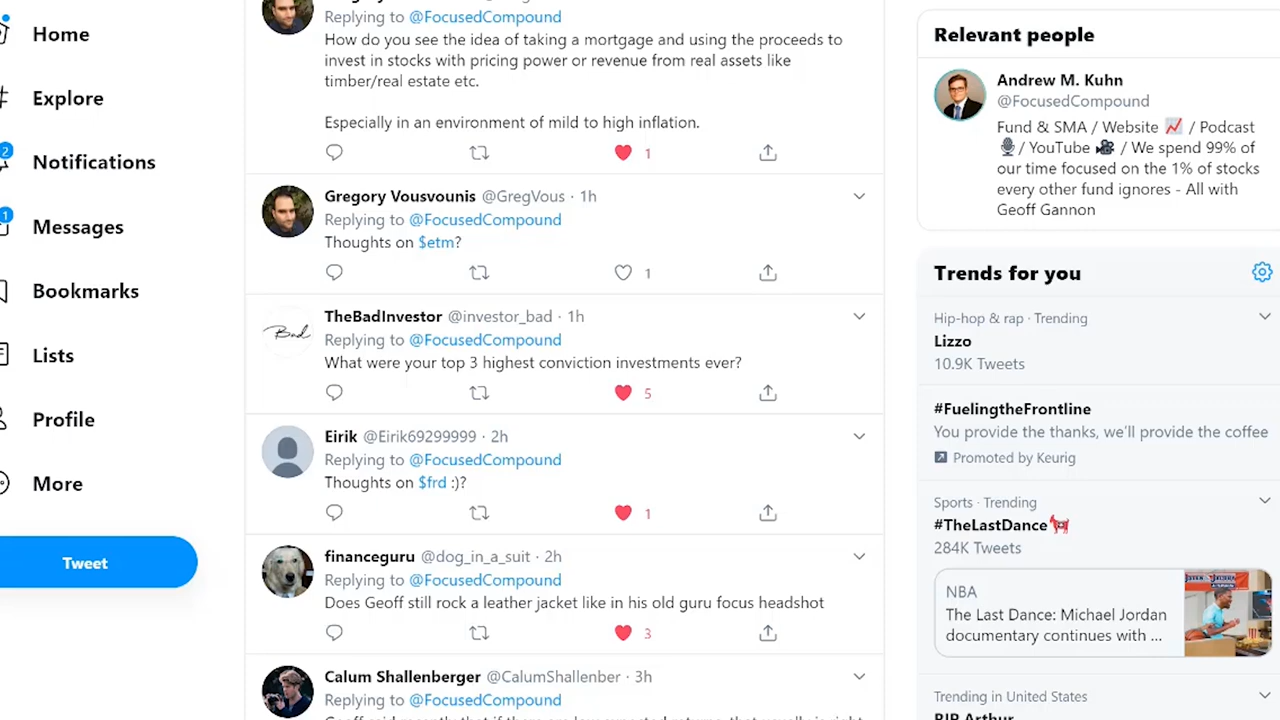 Home
Explore
2
Notifications
1
Messages
Bookmarks
Lists
Profile
More
Tweet
Replying to @FocusedCompound
How do you see the idea of taking a mortgage and using the proceeds to
invest in stocks with pricing power or revenue from real assets like
timber/real estate etc.
Especially in an environment of mild to high inflation.
1
Gregory Vousvounis @GregVous · 1h
Replying to @FocusedCompound
Thoughts on $etm?
1
TheBadInvestor @investor_bad · 1h
Bad
Replying to @FocusedCompound
What were your top 3 highest conviction investments ever?
5
Eirik @Eirik69299999 · 2h
Replying to @FocusedCompound
Thoughts on $frd :)?
1
financeguru @dog_in_a_suit · 2h
Replying to @FocusedCompound
Does Geoff still rock a leather jacket like in his old guru focus headshot
3
Calum Shallenberger @CalumShallenber · 3h
Replying to @FocusedCompound
Relevant people
Andrew M. Kuhn
@FocusedCompound
Fund & SMA / Website 📈 / Podcast
🎙️/ YouTube 🎥 / We spend 99% of
our time focused on the 1% of stocks
every other fund ignores - All with
Geoff Gannon
Trends for you
Hip-hop & rap · Trending
Lizzo
10.9K Tweets
#FuelingtheFrontline
You provide the thanks, we'll provide the coffee
Promoted by Keurig
Sports · Trending
#TheLastDance
284K Tweets
NBA
The Last Dance: Michael Jordan
documentary continues with ...
Trending in United States
RIP Arthur